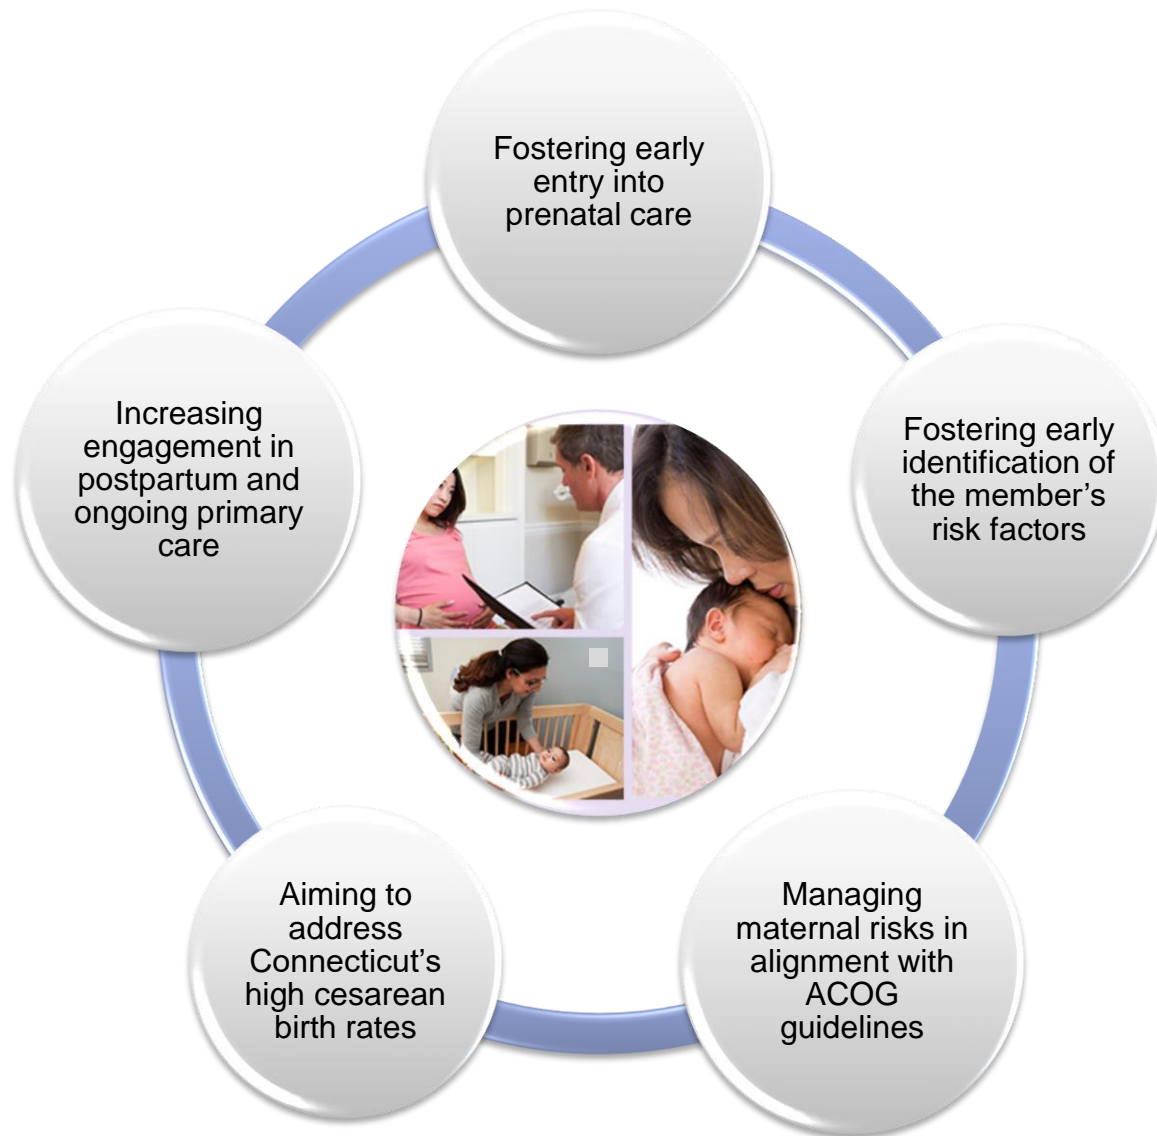 Fostering early
entry into
prenatal care
Fostering early
identification of
the member’s
risk factors
Managing
maternal risks in
alignment with
ACOG
guidelines
Aiming to
address
Connecticut’s
high cesarean
birth rates
Increasing
engagement in
postpartum and
ongoing primary
care